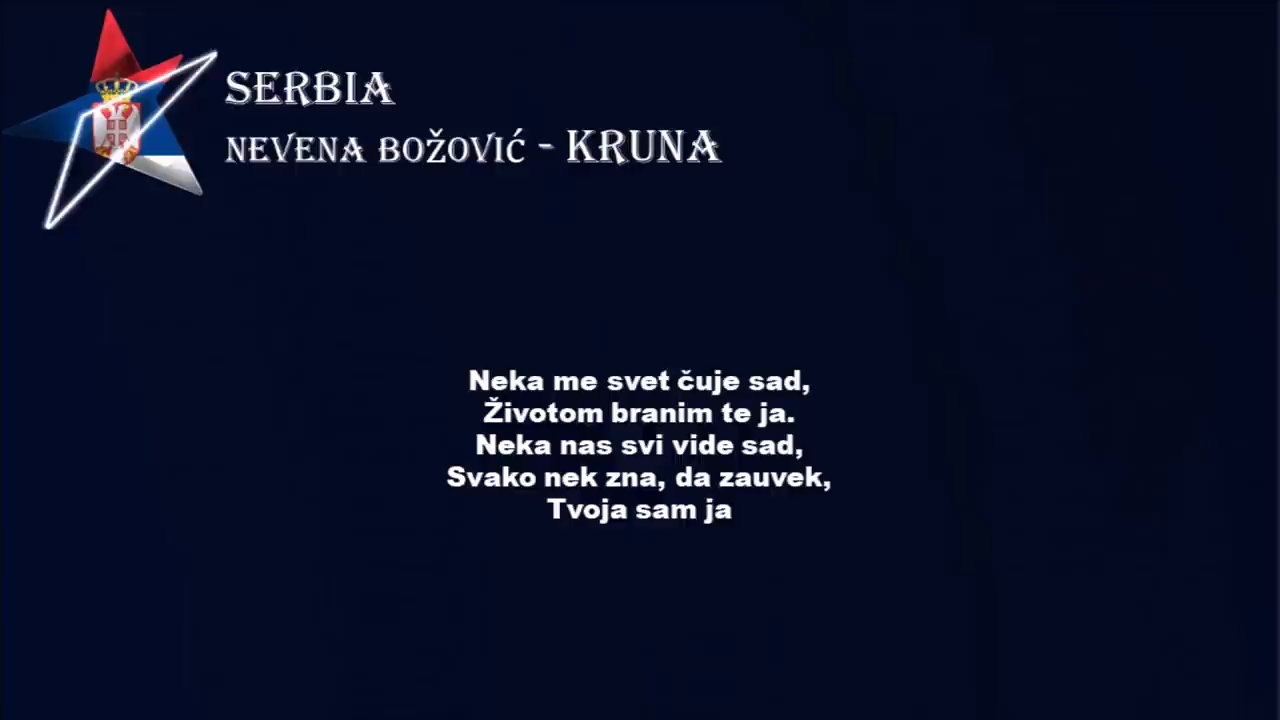 SERBIA
NEVENA BOŽOVIĆ - KRUNA
Neka me svet čuje sad,
Životom branim te ja.
Neka nas svi vide sad,
Svako nek zna, da zauvek,
Tvoja sam ja